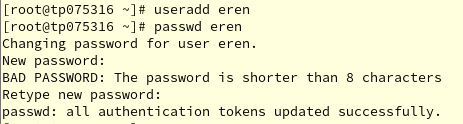 [root@tp075316 ~]# useradd eren
[root@tp075316 ~]# passwd eren
Changing password for user eren.
New password:
BAD PASSWORD: The password is shorter than 8 characters
Retype new password:
passwd: all authentication tokens updated successfully.